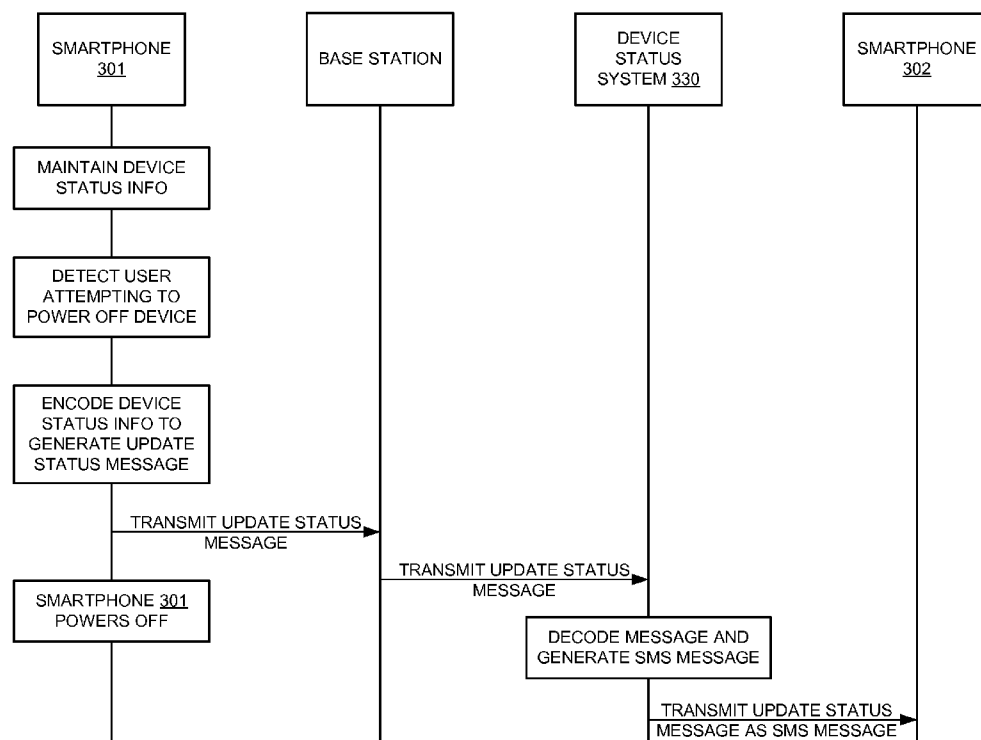 SMARTPHONE
301
BASE STATION
DEVICE
STATUS
SYSTEM 330
SMARTPHONE
302
MAINTAIN DEVICE
STATUS INFO
DETECT USER
ATTEMPTING TO
POWER OFF DEVICE
ENCODE DEVICE
STATUS INFO TO
GENERATE UPDATE
STATUS MESSAGE
TRANSMIT UPDATE STATUS
MESSAGE
TRANSMIT UPDATE STATUS
MESSAGE
SMARTPHONE 301
POWERS OFF
DECODE MESSAGE AND
GENERATE SMS MESSAGE
TRANSMIT UPDATE STATUS
MESSAGE AS SMS MESSAGE